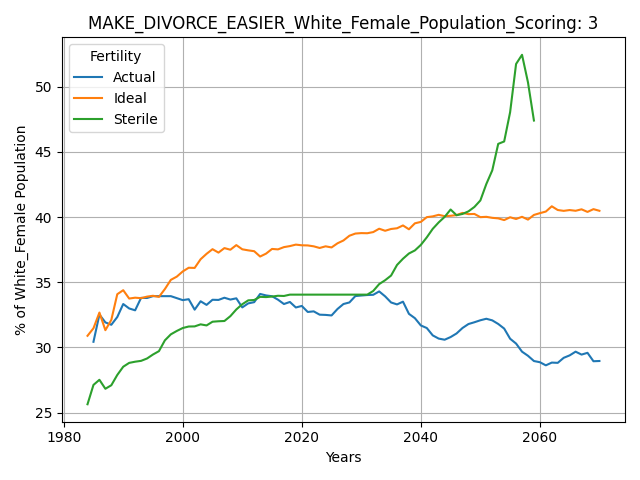 MAKE_DIVORCE_EASIER_White_Female_Population_Scoring: 3
Fertility
Actual
Ideal
Sterile
% of White_Female Population
50
45
40
35
30
25
1980
2000
2020
2040
2060
Years